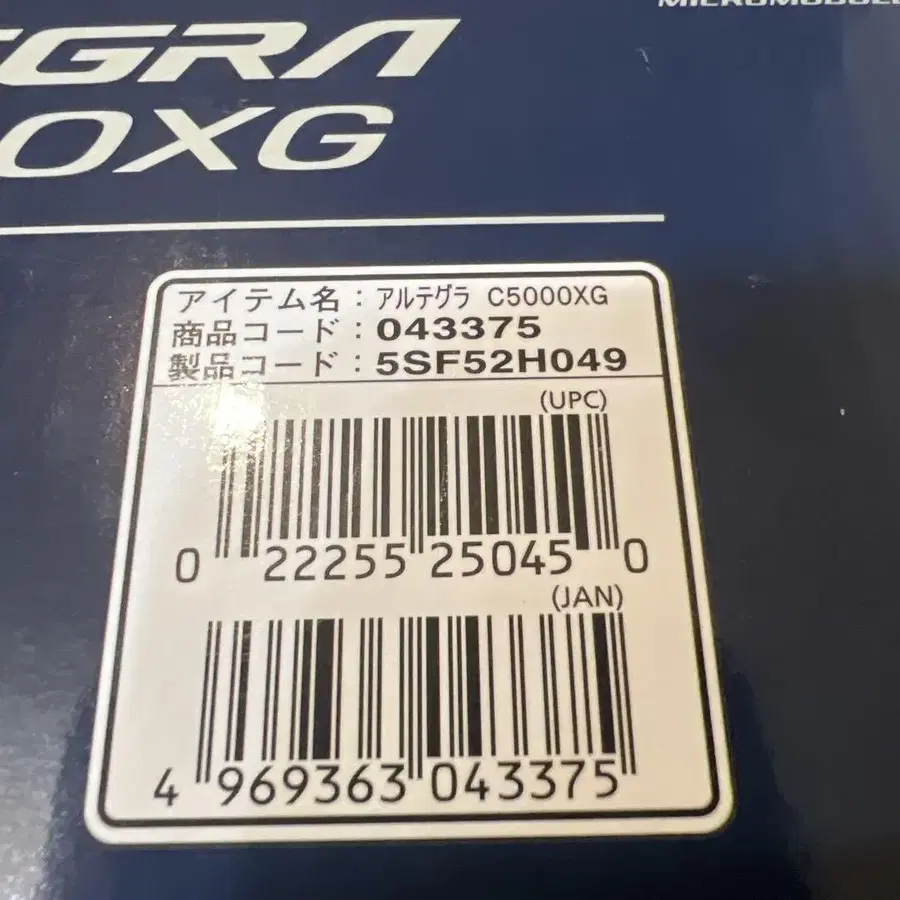 EGRA
0XG
アイテム名：アルテグラ C5000XG
商品コード：043375
製品コード：5SF52H049
(UPC)
0 22255 25045 0
(JAN)
4 969363 043375